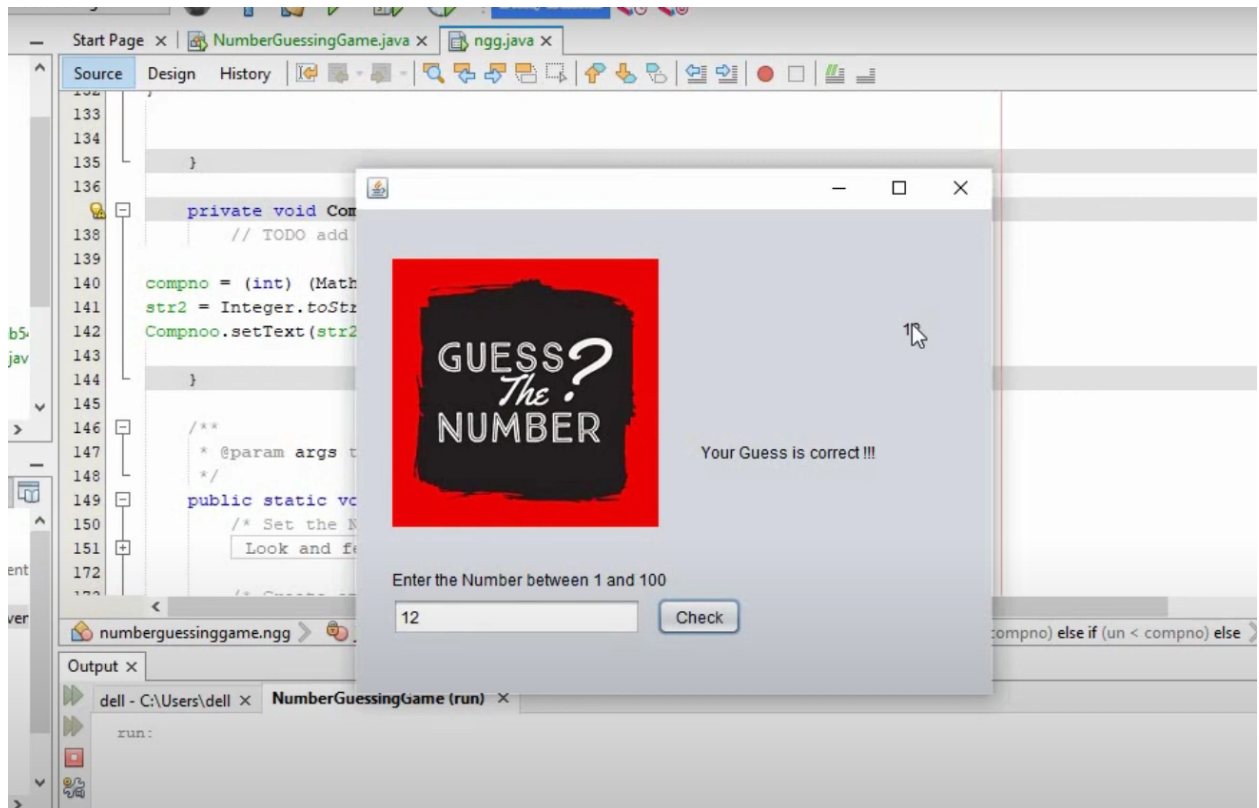 Start Page
NumberGuessingGame.java
ngg.java
Source
Design
History
133
134
135 }
136
private void Com
138 // TODO add
139
140 compno = (int) (Math
141 str2 = Integer.toStr
b54
142 Compnoo.setText(str2
jav
143
144 }
145
146 /**
147 * @param args t
148 */
149 public static vo
150 /* Set the N
151 Look and fe
ent
172
GUESS?
The
NUMBER
Your Guess is correct !!!
Enter the Number between 1 and 100
12
Check
ver
numberguessinggame.ngg
compno) else if (un < compno) else
Output
dell - C:\Users\dell
NumberGuessingGame (run)
run: